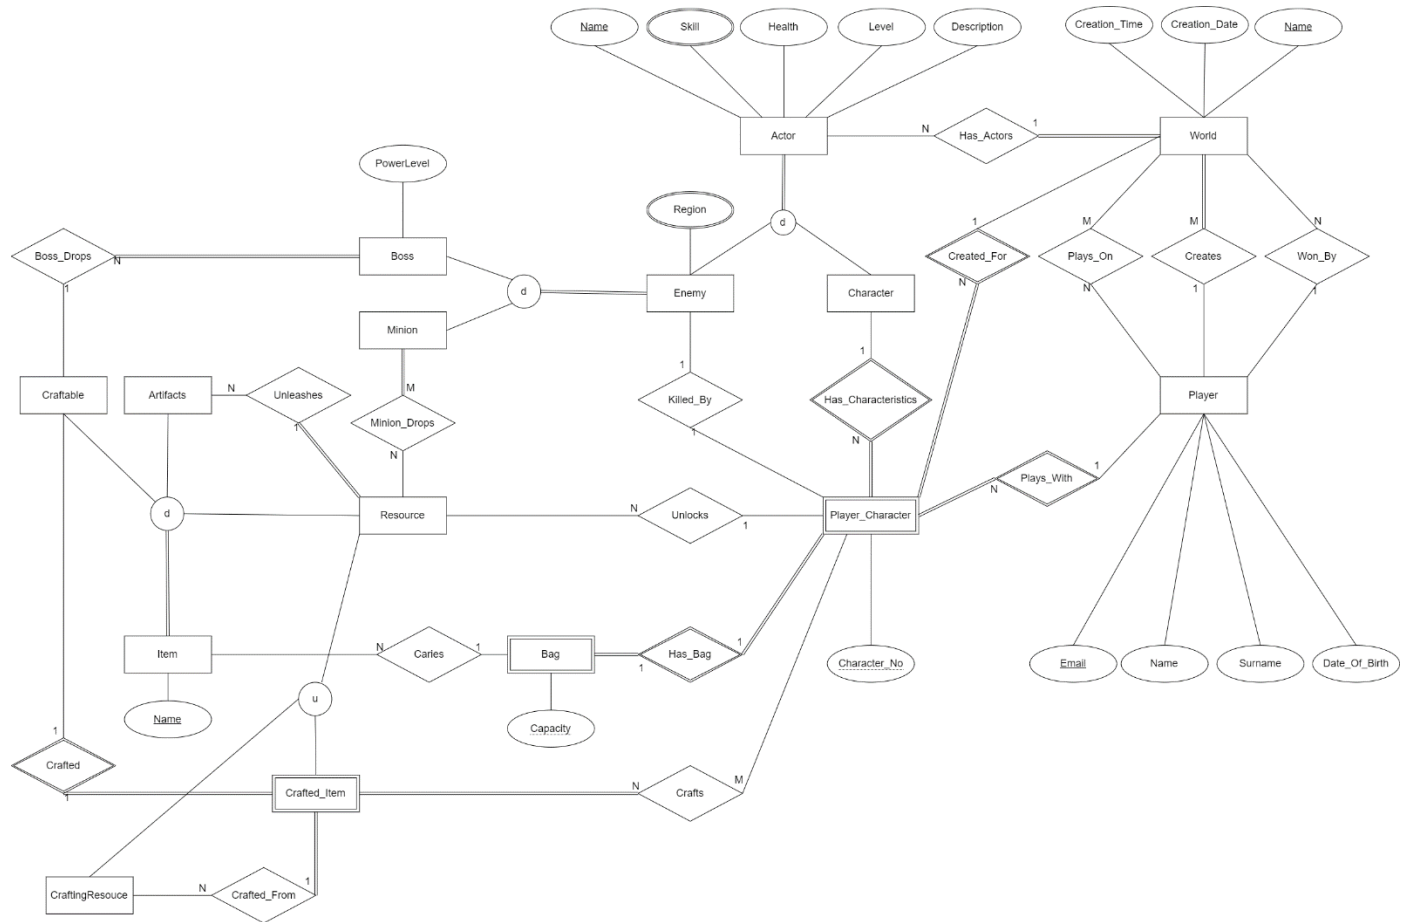 Name
Skill
Health
Level
Description
Creation_Time
Creation_Date
Name
Actor
N
Has_Actors
1
World
PowerLevel
Region
d
Boss_Drops
N
1
Boss
d
Enemy
Character
1
Created_For
N
M
Plays_On
N
M
Creates
1
N
Won_By
1
Minion
M
Minion_Drops
N
1
Killed_By
1
1
Has_Characteristics
N
Craftable
Artifacts
N
Unleashes
1
Player
1
Plays_With
N
d
Resource
N
Unlocks
1
Player_Character
Item
N
Caries
1
Bag
1
Has_Bag
1
Character_No
Email
Name
Surname
Date_Of_Birth
Name
u
Capacity
1
Crafted
1
Crafted_Item
N
Crafts
M
CraftingResouce
N
Crafted_From
1